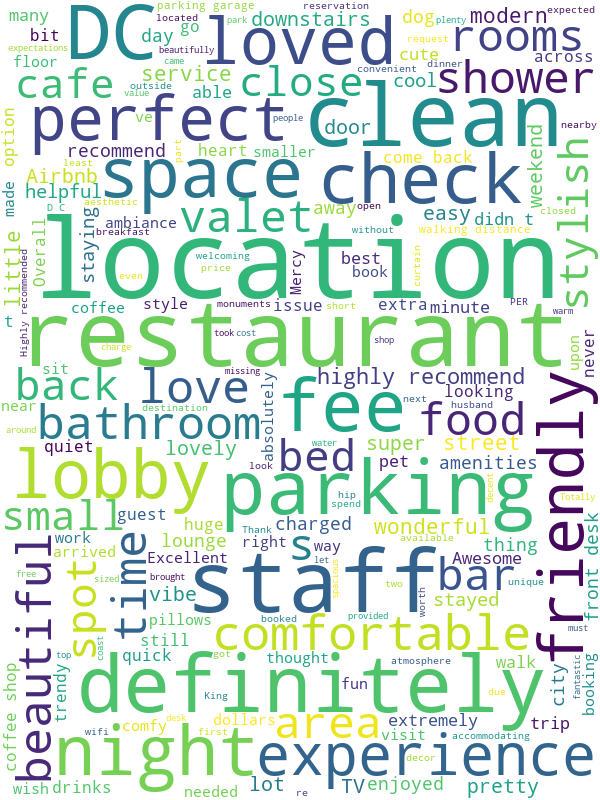 many
DC
parking garage
located
park
reservation
plenty
expected
bit
day
go
loved
downstairs
dog
modern
rooms
expectations
beautifully
request
floor
came
cute
convenient
dinner
across
cafe
service
close
cool
shower
outside
value
able
perfect
ve
people
door
clean
nearby
option
recommend
heart
smaller
part
come back
weekend
Airbnb
least
space
check
stylish
helpful
made
D C
aesthetic
valet
away
open
easy
didn t
closed
little
Overall
staying
ambiance
breakfast
without
best
book
walking distance
location
Highly recommended
welcoming
price
Mercy
curtain
even
t
coffee
style
monuments
short
issue
extra
minute
PER
warm
restaurant
took
cost
shop
upon
never
charge
sit
back
love
missing
highly recommend
near
destination
fee
next
husband
looking
food
around
bathroom
absolutely
water
super
street
friendly
quiet
lovely
look
bed
pet
amenities
lobby
hip
spend
parking
decent
Totally
small
guest
huge
charged
wonderful
available
front desk
work
time
lounge
Thank
s
right
way
thing
arrived
Excellent
let
bar
Awesome
unique
free
brought
staff
spacious
two
beautiful
sized
spot
vibe
worth
stayed
must
pillows
booked
provided
still
comfortable
top
coast
quick
got
thought
atmosphere
walk
city
fantastic
booking
trendy
definitely
coffee shop
King
fun
due
trip
comfy
desk
dollars
area
extremely
first
visit
accommodating
night
experience
wifi
decor
wish
drinks
needed
lot
TV
enjoyed
pretty
re